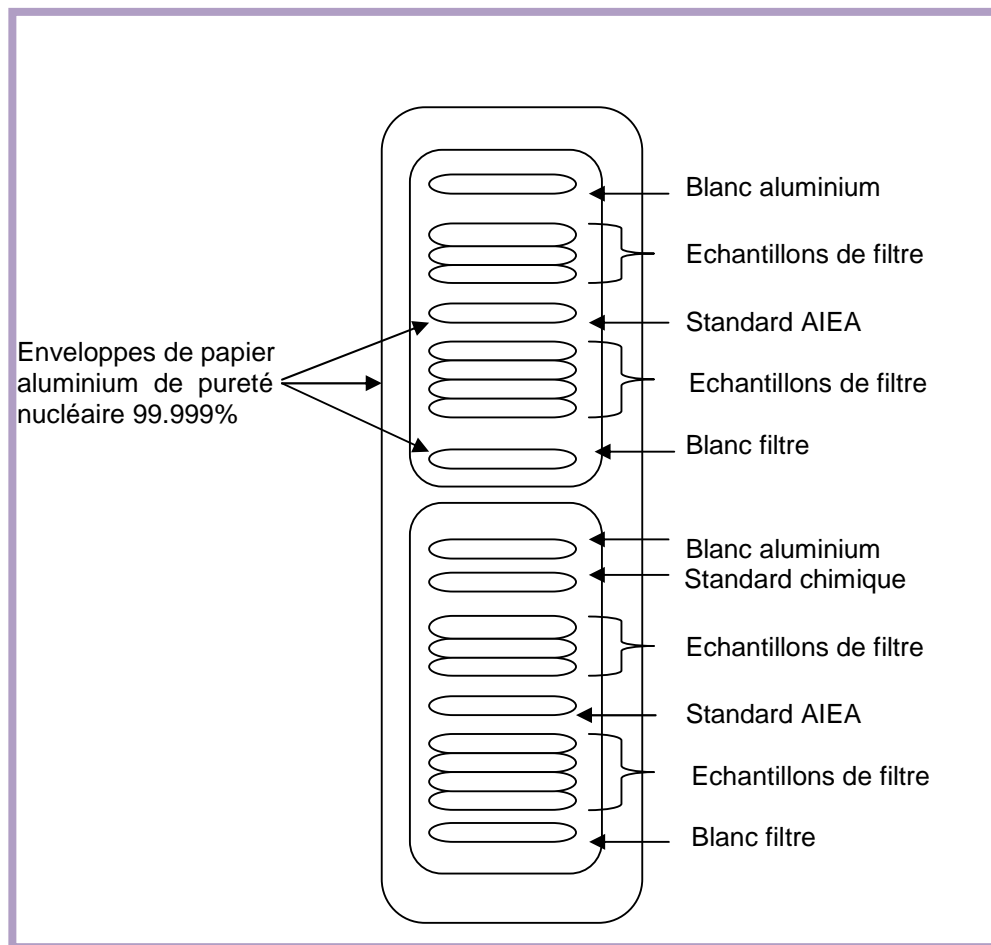 Blanc aluminium
Echantillons de filtre
Standard AIEA
Enveloppes de papier
aluminium de pureté
nucléaire 99.999%
Echantillons de filtre
Blanc filtre
Blanc aluminium
Standard chimique
Echantillons de filtre
Standard AIEA
Echantillons de filtre
Blanc filtre